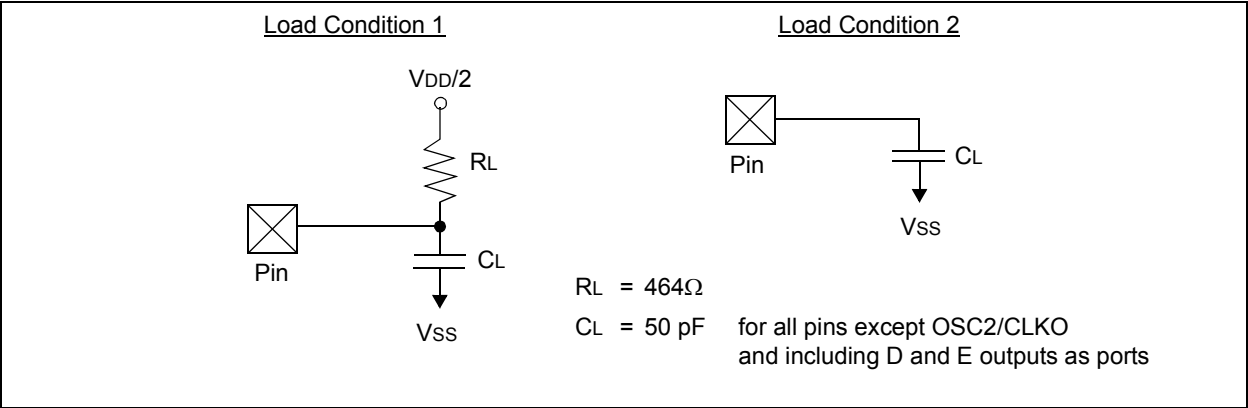 Load Condition 1
Load Condition 2
VDD/2
RL
CL
Pin
VSS
CL
Pin
VSS
RL = 464Ω
CL = 50 pF for all pins except OSC2/CLKO
and including D and E outputs as ports